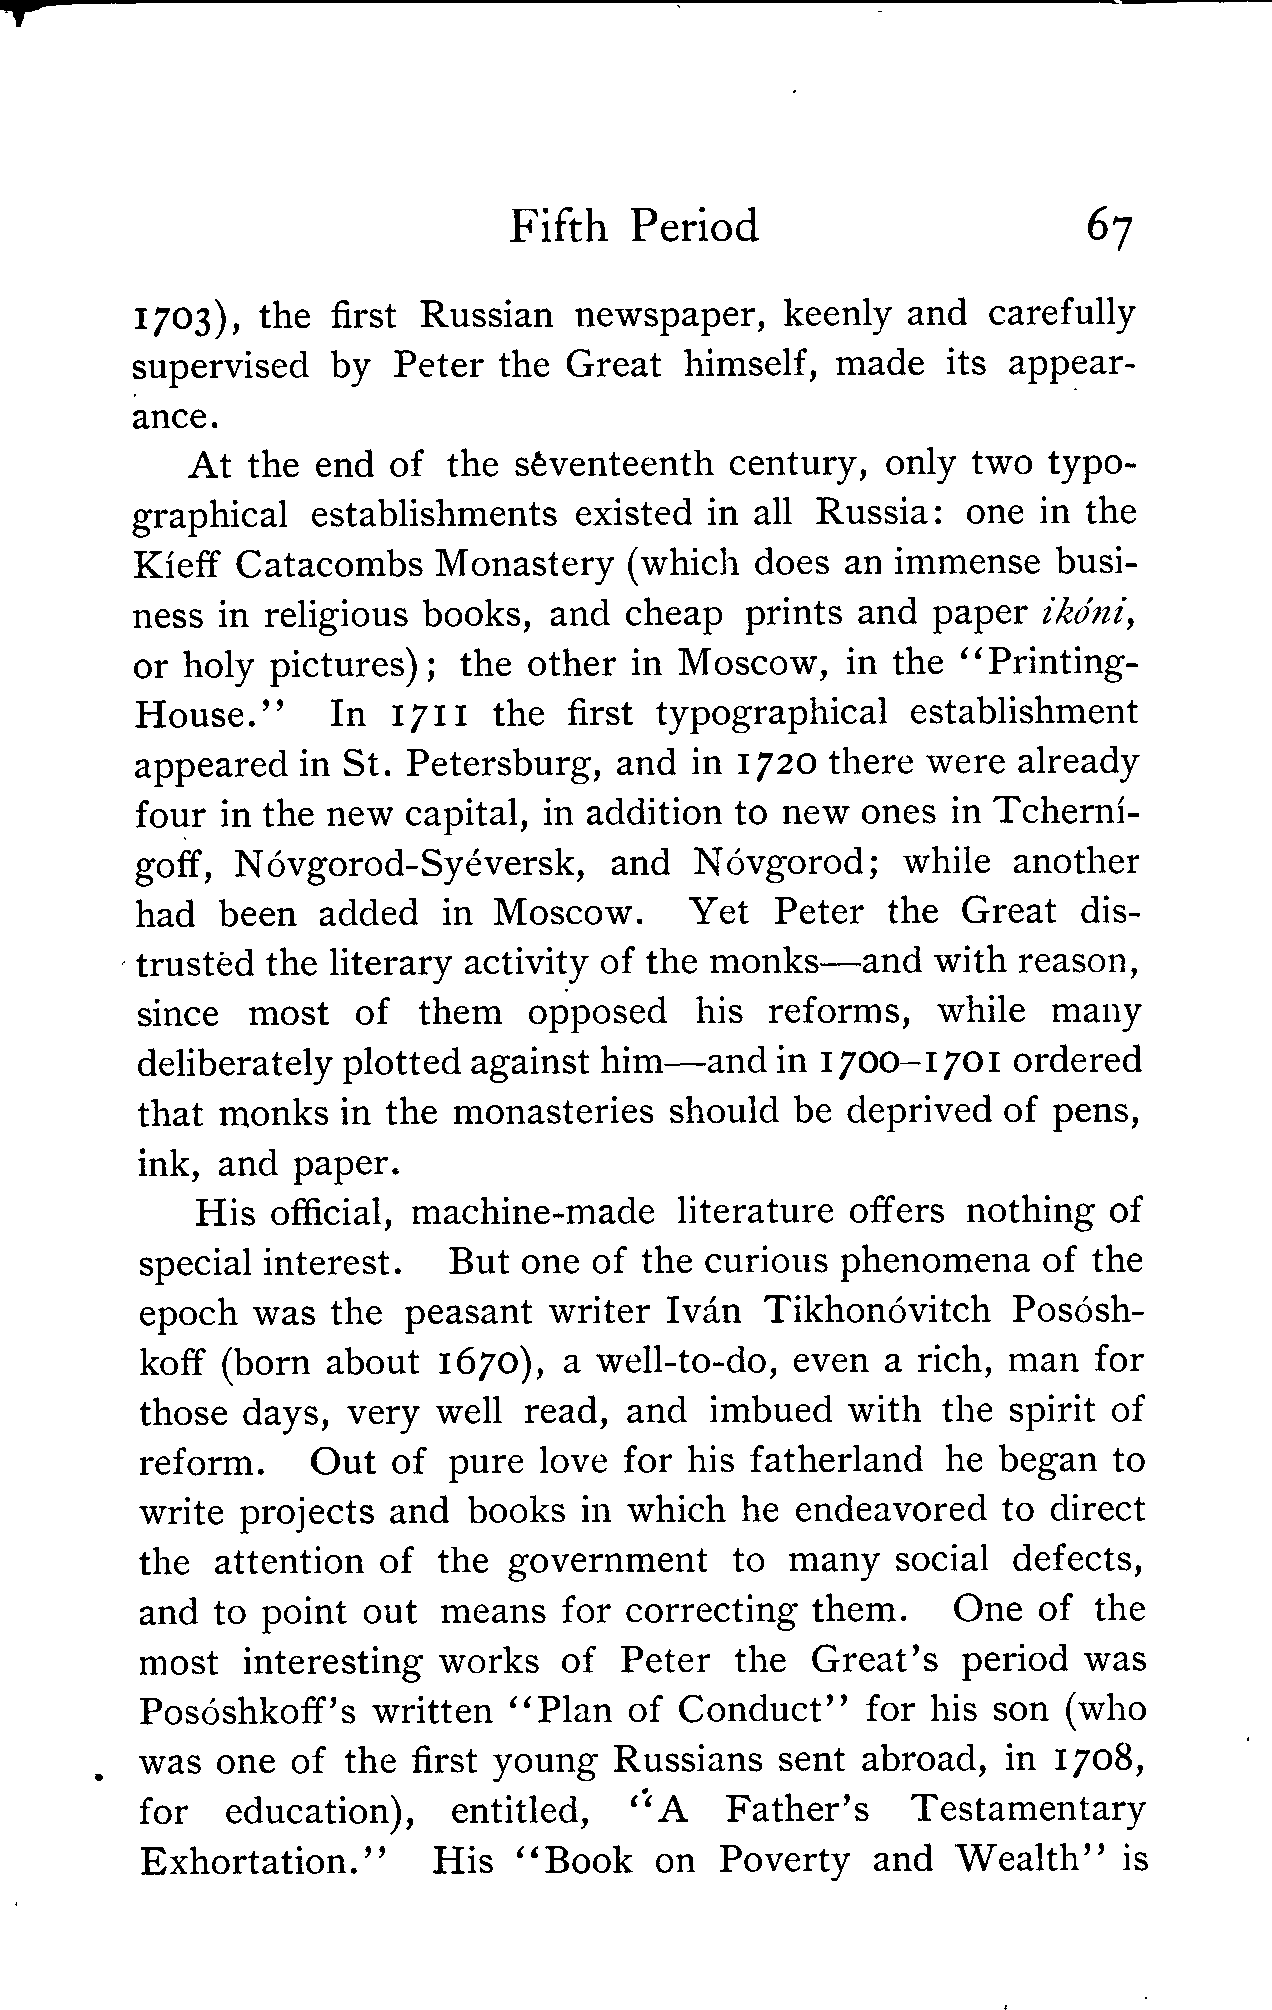 Fifth Period 67
1703), the first Russian newspaper, keenly and carefully
supervised by Peter the Great himself, made its appear-
ance.
At the end of the seventeenth century, only two typo-
graphical establishments existed in all Russia: one in the
Kíeff Catacombs Monastery (which does an immense busi-
ness in religious books, and cheap prints and paper ikóni,
or holy pictures); the other in Moscow, in the “Printing-
House.” In 1711 the first typographical establishment
appeared in St. Petersburg, and in 1720 there were already
four in the new capital, in addition to new ones in Tcherní-
goff, Nóvgorod-Syéversk, and Nóvgorod; while another
had been added in Moscow. Yet Peter the Great dis-
trusted the literary activity of the monks—and with reason,
since most of them opposed his reforms, while many
deliberately plotted against him—and in 1700–1701 ordered
that monks in the monasteries should be deprived of pens,
ink, and paper.
His official, machine-made literature offers nothing of
special interest. But one of the curious phenomena of the
epoch was the peasant writer Iván Tikhonóvitch Posósh-
koff (born about 1670), a well-to-do, even a rich, man for
those days, very well read, and imbued with the spirit of
reform. Out of pure love for his fatherland he began to
write projects and books in which he endeavored to direct
the attention of the government to many social defects,
and to point out means for correcting them. One of the
most interesting works of Peter the Great’s period was
Posóshkoff’s written “Plan of Conduct” for his son (who
was one of the first young Russians sent abroad, in 1708,
for education), entitled, “A Father’s Testamentary
Exhortation.” His “Book on Poverty and Wealth” is